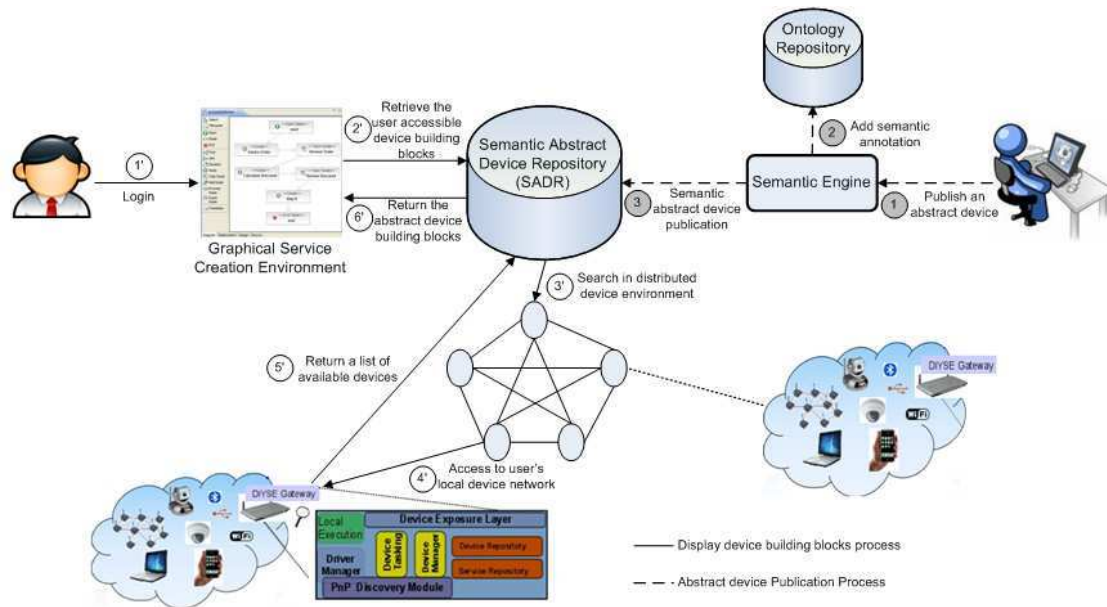 Ontology
Repository
2'
Retrieve the
user accessible
device building
blocks
Semantic Abstract
Device Repository
(SADR)
2
Add semantic
annotation
1'
Login
Semantic Engine
3
Semantic
abstract device
publication
1
Publish an
abstract device
6'
Return the
abstract device
building blocks
Graphical Service
Creation Environment
3'
Search in distributed
device environment
5'
Return a list of
available devices
DIYSE Gateway
WiFi
4'
Access to user's
local device network
DIYSE Gateway
WiFi
Local
Execution
Device Exposure Layer
Driver
Manager
Device
Tasking
Device
Manager
Device Repository
Service Repository
PnP Discovery Module
Display device building blocks process
Abstract device Publication Process